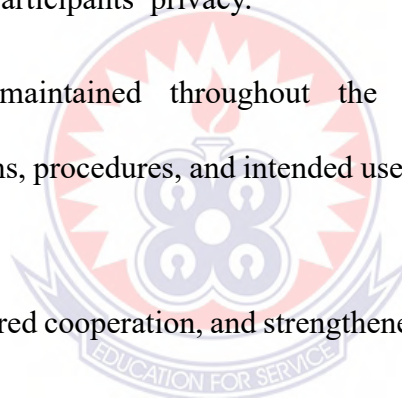 articipants' privacy.
maintained throughout the
ns, procedures, and intended use
red cooperation, and strengthene
EDUCATION FOR SERVICE